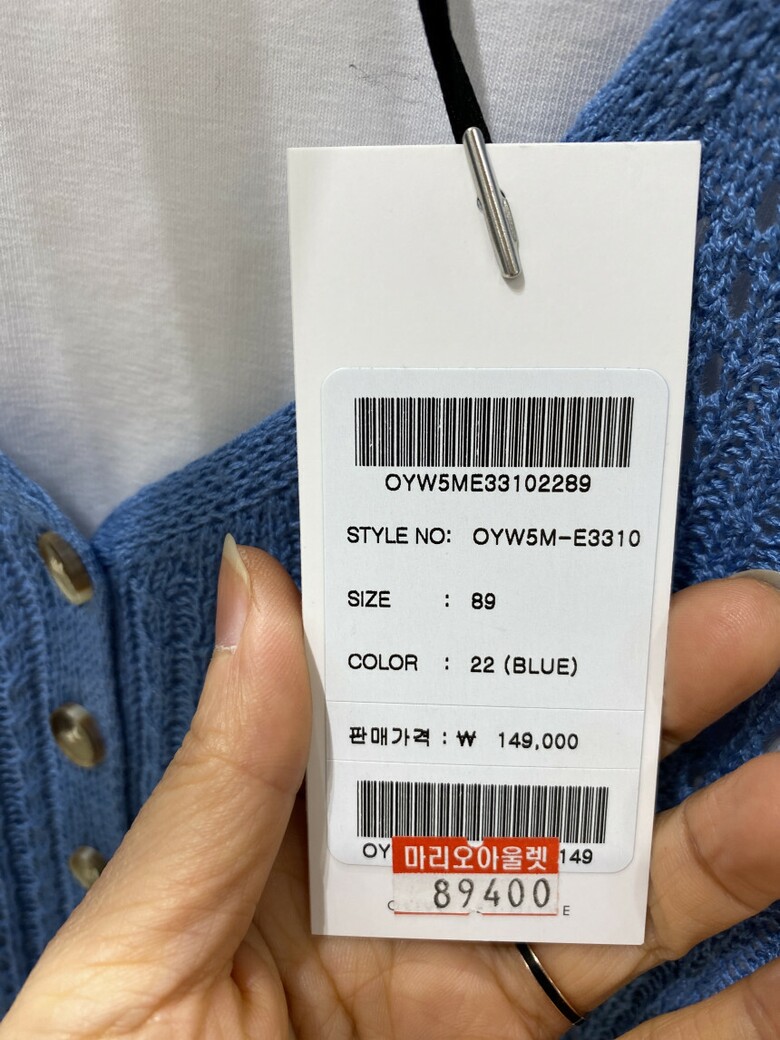 OYW5ME33102289
STYLE NO: OYW5M-E3310
SIZE : 89
COLOR : 22 (BLUE)
판매가격 : ₩ 149,000
마리오아울렛
89400